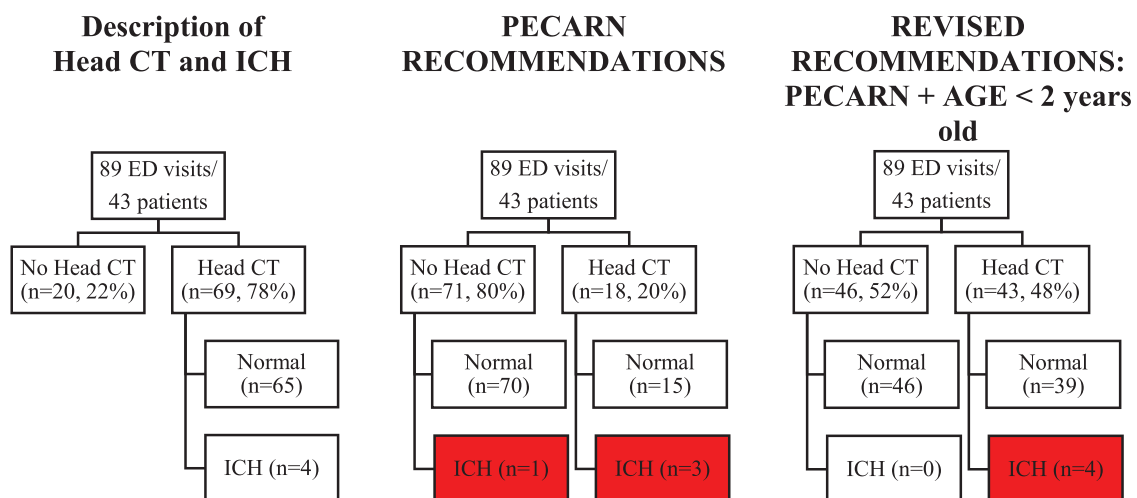 Description of
Head CT and ICH
89 ED visits/
43 patients
No Head CT
(n=20, 22%)
Head CT
(n=69, 78%)
Normal
(n=65)
ICH (n=4)
PECARN
RECOMMENDATIONS
89 ED visits/
43 patients
No Head CT
(n=71, 80%)
Head CT
(n=18, 20%)
Normal
(n=70)
Normal
(n=15)
ICH (n=1)
ICH (n=3)
REVISED
RECOMMENDATIONS:
PECARN + AGE < 2 years
old
89 ED visits/
43 patients
No Head CT
(n=46, 52%)
Head CT
(n=43, 48%)
Normal
(n=46)
Normal
(n=39)
ICH (n=0)
ICH (n=4)